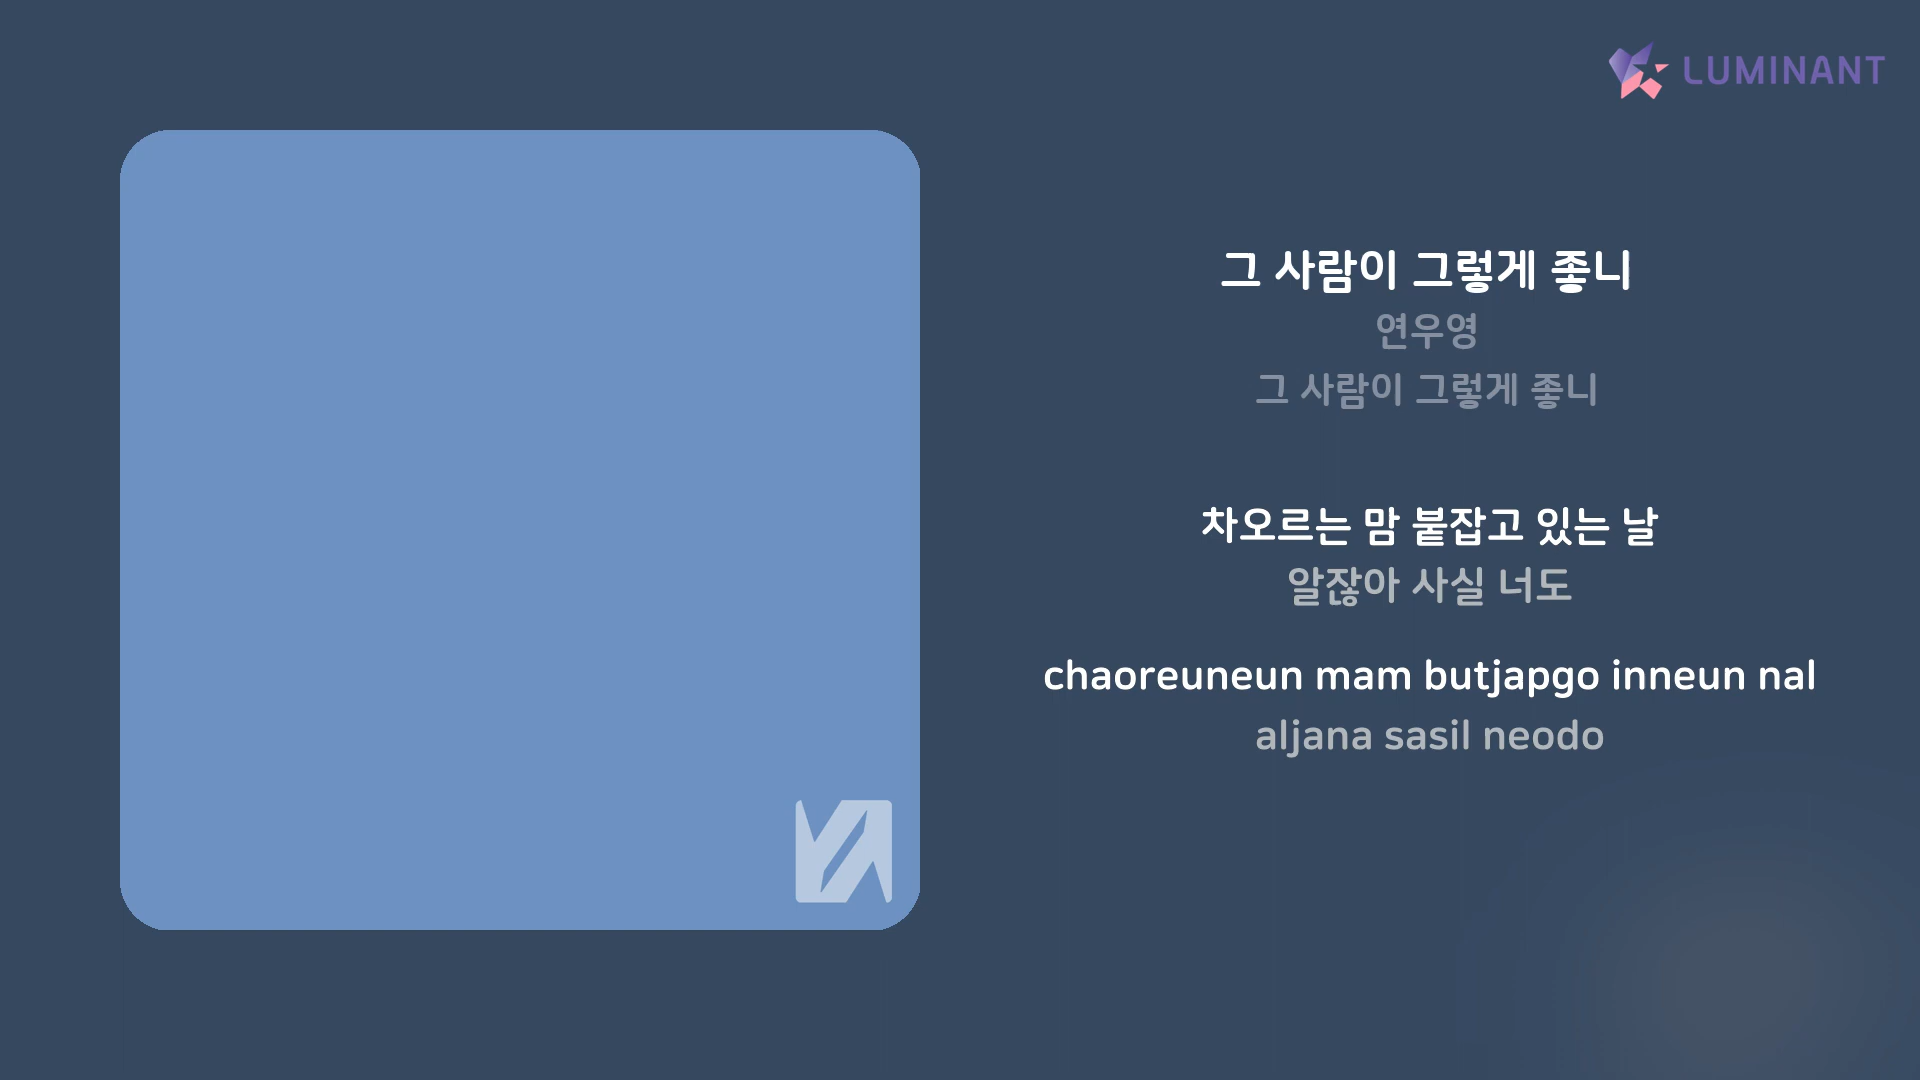 LUMINANT
그 사람이 그렇게 좋니
연우영
그 사람이 그렇게 좋니
차오르는 맘 붙잡고 있는 날
알잖아 사실 너도
chaoreuneun mam butjapgo inneun nal
aljana sasil neodo